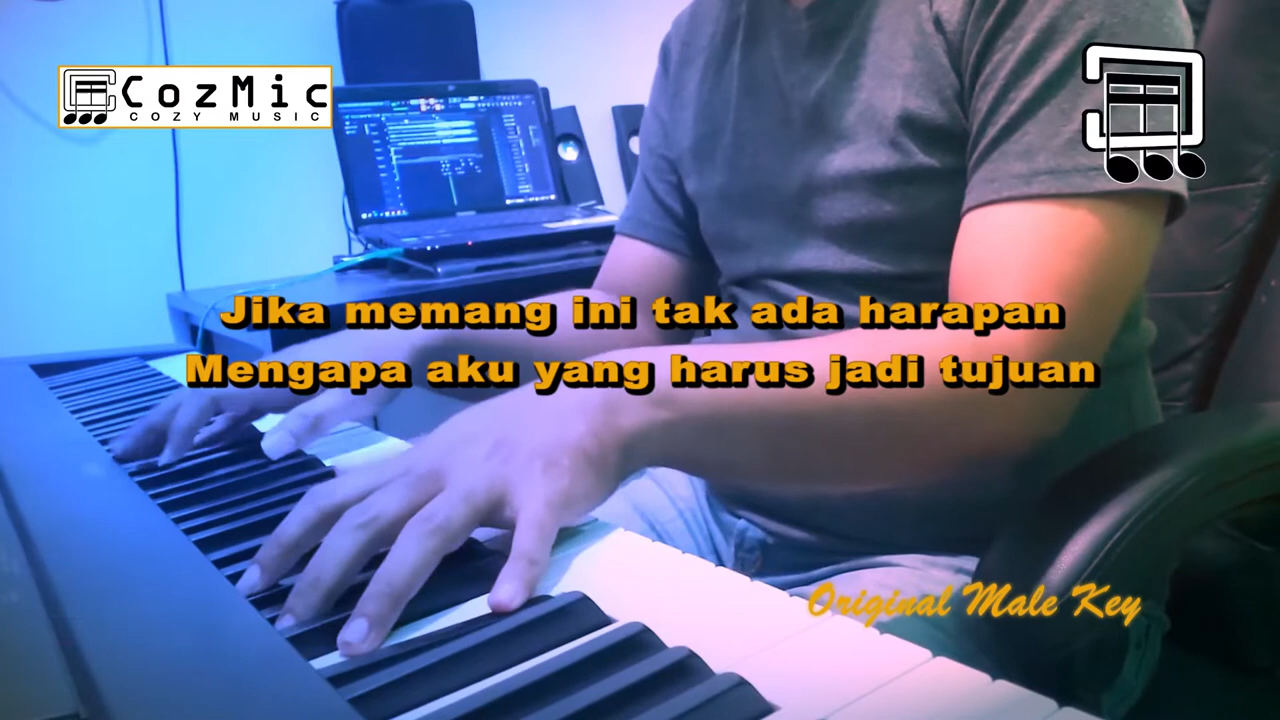 CozMic
COZY MUSIC
Jika memang ini tak ada harapan
Mengapa aku yang harus jadi tujuan
Original Male Key